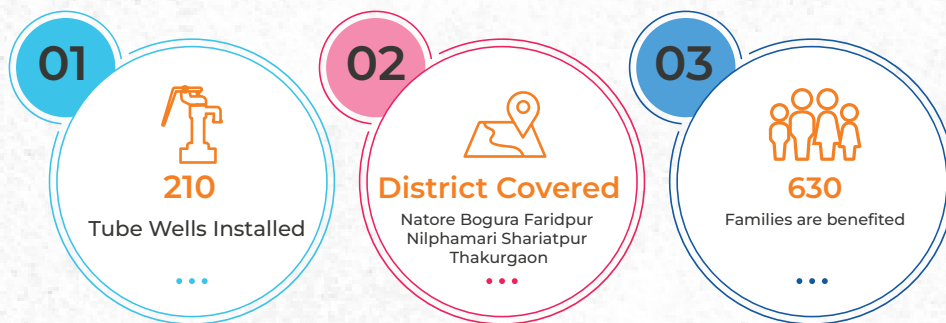 01
210
Tube Wells Installed
02
District Covered
Natore Bogura Faridpur
Nilphamari Shariatpur
Thakurgaon
03
630
Families are benefited